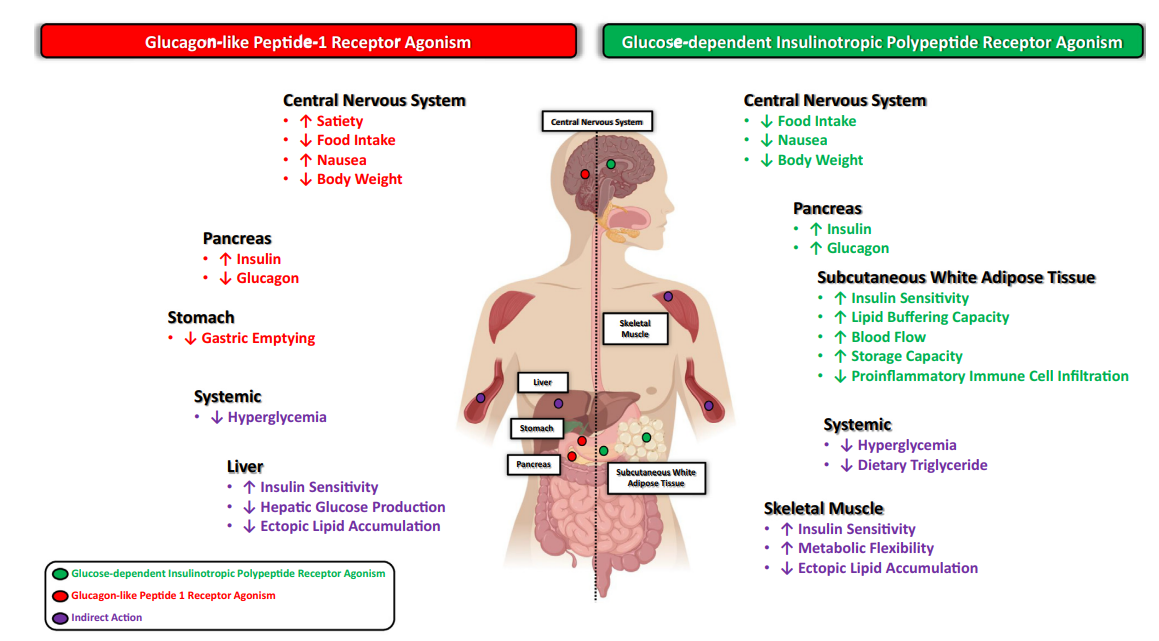 Glucagon-like Peptide-1 Receptor Agonism
Glucose-dependent Insulinotropic Polypeptide Receptor Agonism
Central Nervous System
• ↑ Satiety
• ↓ Food Intake
• ↑ Nausea
• ↓ Body Weight
Pancreas
• ↑ Insulin
• ↓ Glucagon
Stomach
• ↓ Gastric Emptying
Systemic
• ↓ Hyperglycemia
Liver
• ↑ Insulin Sensitivity
• ↓ Hepatic Glucose Production
• ↓ Ectopic Lipid Accumulation
Central Nervous System
Skeletal
Muscle
Liver
Stomach
Pancreas
Subcutaneous White
Adipose Tissue
Central Nervous System
• ↓ Food Intake
• ↓ Nausea
• ↓ Body Weight
Pancreas
• ↑ Insulin
• ↑ Glucagon
Subcutaneous White Adipose Tissue
• ↑ Insulin Sensitivity
• ↑ Lipid Buffering Capacity
• ↑ Blood Flow
• ↑ Storage Capacity
• ↓ Proinflammatory Immune Cell Infiltration
Systemic
• ↓ Hyperglycemia
• ↓ Dietary Triglyceride
Skeletal Muscle
• ↑ Insulin Sensitivity
• ↑ Metabolic Flexibility
• ↓ Ectopic Lipid Accumulation
Glucose-dependent Insulinotropic Polypeptide Receptor Agonism
Glucagon-like Peptide 1 Receptor Agonism
Indirect Action